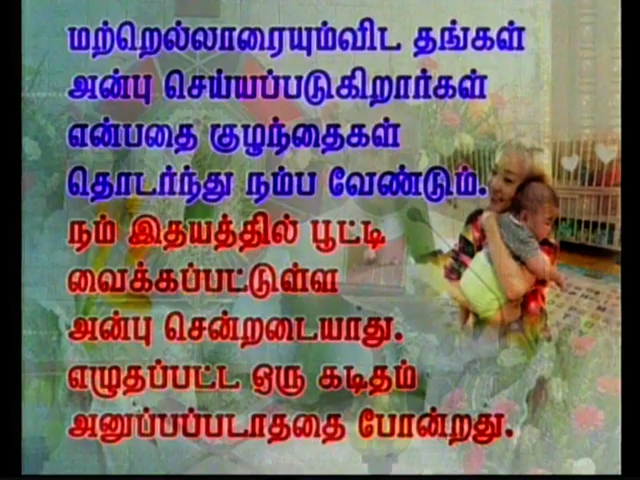 மற்றெல்லாரையும்விட தங்கள்
அன்பு செய்யப்படுகிறார்கள்
என்பதை குழந்தைகள்
தொடர்ந்து நம்ப வேண்டும்.
நம் இதயத்தில் பூட்டி
வைக்கப்பட்டுள்ள
அன்பு சென்றடையாது.
எழுதப்பட்ட ஒரு கடிதம்
அனுப்பப்படாததை போன்றது.